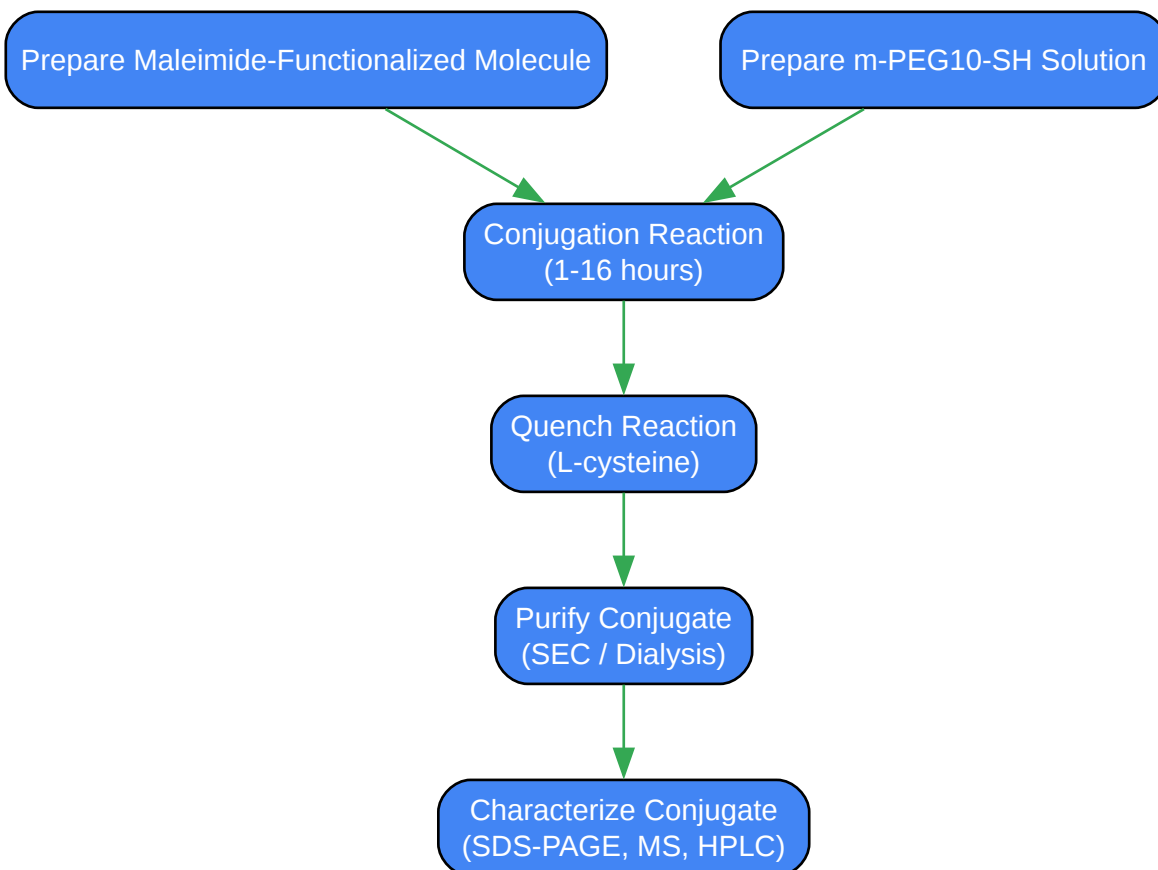 Prepare Maleimide-Functionalized Molecule
Prepare m-PEG10-SH Solution
Conjugation Reaction
(1-16 hours)
Quench Reaction
(L-cysteine)
Purify Conjugate
(SEC / Dialysis)
Characterize Conjugate
(SDS-PAGE, MS, HPLC)